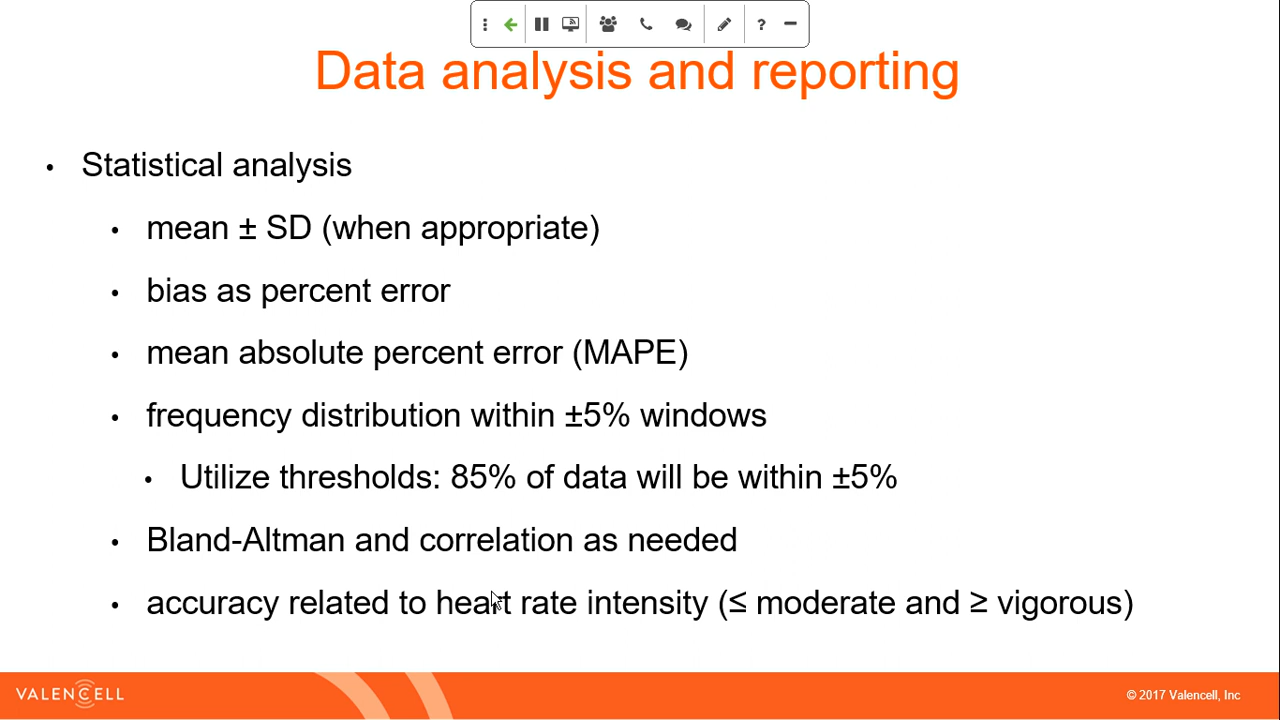 Data analysis and reporting
• Statistical analysis
• mean ± SD (when appropriate)
• bias as percent error
• mean absolute percent error (MAPE)
• frequency distribution within ±5% windows
• Utilize thresholds: 85% of data will be within ±5%
• Bland-Altman and correlation as needed
• accuracy related to heart rate intensity (≤ moderate and ≥ vigorous)
VALENCELL
© 2017 Valencell, Inc